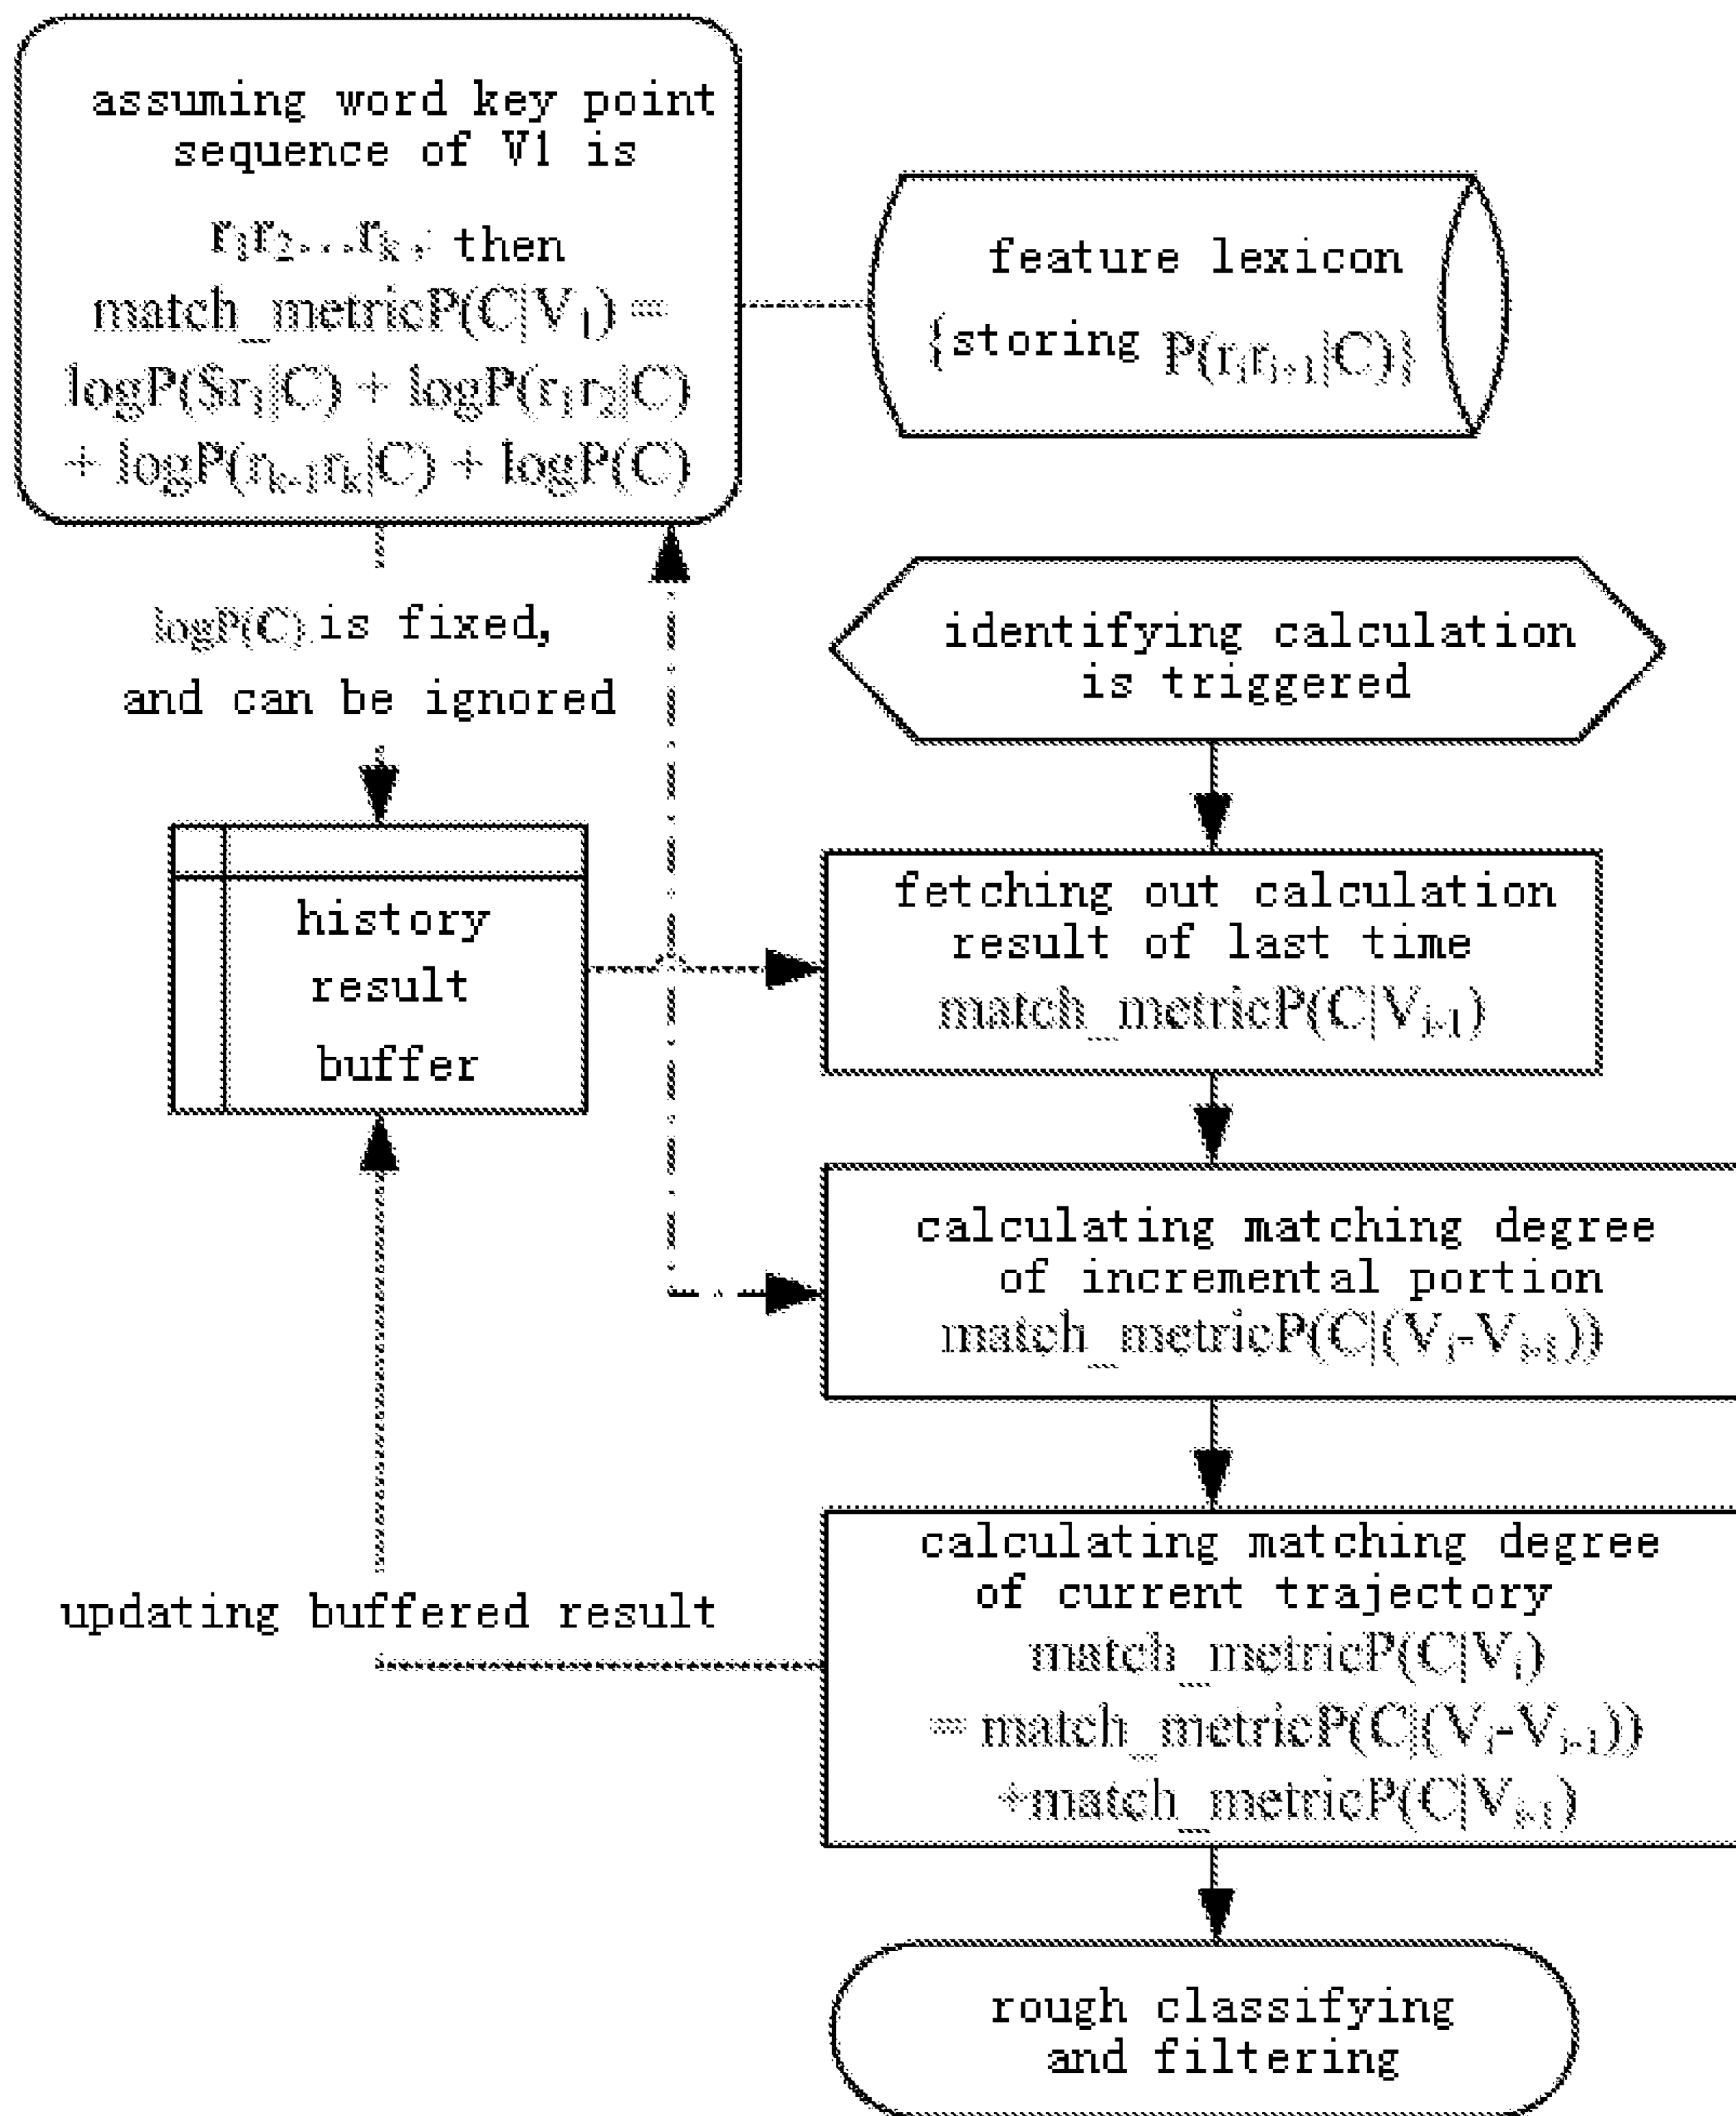 assuming word key point
sequence of V1 is
r₁r₂...rₖ, then
match_metricP(C|V₁) =
logP($r₁|C) + logP(r₁r₂|C)
+ logP(rₖ₋₁rₖ|C) + logP(C)
feature lexicon
{storing P(rᵢrᵢ₊₁|C)}
logP(C) is fixed,
and can be ignored
identifying calculation
is triggered
history
result
buffer
fetching out calculation
result of last time
match_metricP(C|Vᵢ₋₁)
calculating matching degree
of incremental portion
match_metricP(C|(Vᵢ-Vᵢ₋₁))
updating buffered result
calculating matching degree
of current trajectory
match_metricP(C|Vᵢ)
= match_metricP(C|(Vᵢ-Vᵢ₋₁))
+match_metricP(C|Vᵢ₋₁)
rough classifying
and filtering